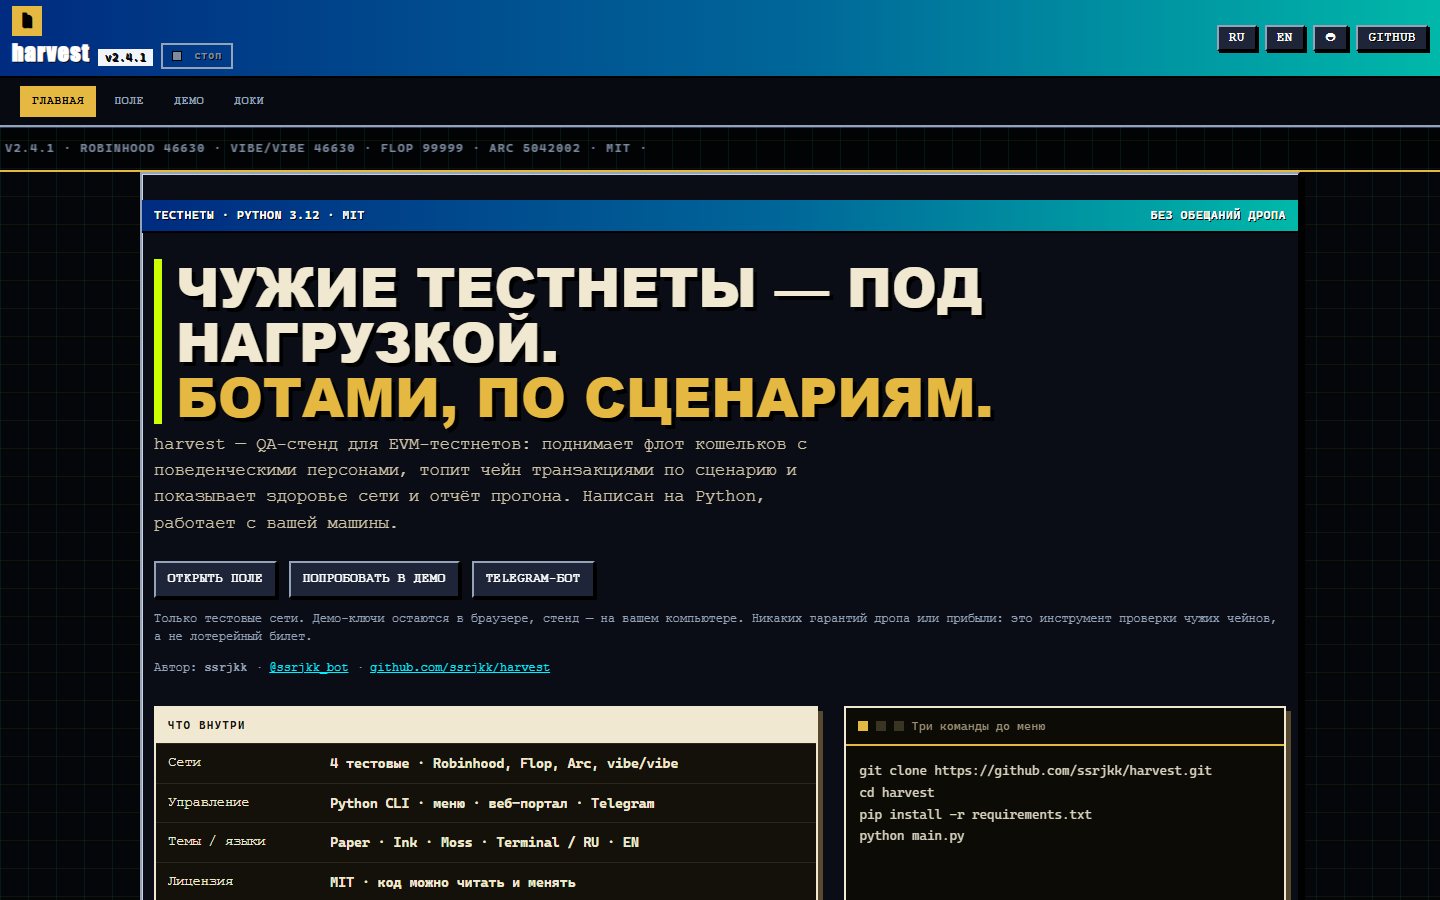 harvest v2.4.1 стоп
RU EN GITHUB
ГЛАВНАЯ ПОЛЕ ДЕМО ДОКИ
V2.4.1 · ROBINHOOD 46630 · VIBE/VIBE 46630 · FLOP 99999 · ARC 5042002 · MIT ·
ТЕСТНЕТЫ · PYTHON 3.12 · MIT
БЕЗ ОБЕЩАНИЙ ДРОПА
ЧУЖИЕ ТЕСТНЕТЫ — ПОД
НАГРУЗКОЙ.
БОТАМИ, ПО СЦЕНАРИЯМ.
harvest — QA-стенд для EVM-тестнетов: поднимает флот кошельков с
поведенческими персонами, топит чейн транзакциями по сценарию и
показывает здоровье сети и отчёт прогона. Написан на Python,
работает с вашей машины.
ОТКРЫТЬ ПОЛЕ ПОПРОБОВАТЬ В ДЕМО TELEGRAM-БОТ
Только тестовые сети. Демо-ключи остаются в браузере, стенд — на вашем компьютере. Никаких гарантий дропа или прибыли: это инструмент проверки чужих чейнов,
а не лотерейный билет.
Автор: ssrjkk · @ssrjkk_bot · github.com/ssrjkk/harvest
ЧТО ВНУТРИ
Сети 4 тестовые · Robinhood, Flop, Arc, vibe/vibe
Управление Python CLI · меню · веб-портал · Telegram
Темы / языки Paper · Ink · Moss · Terminal / RU · EN
Лицензия MIT · код можно читать и менять
Три команды до меню
git clone https://github.com/ssrjkk/harvest.git
cd harvest
pip install -r requirements.txt
python main.py